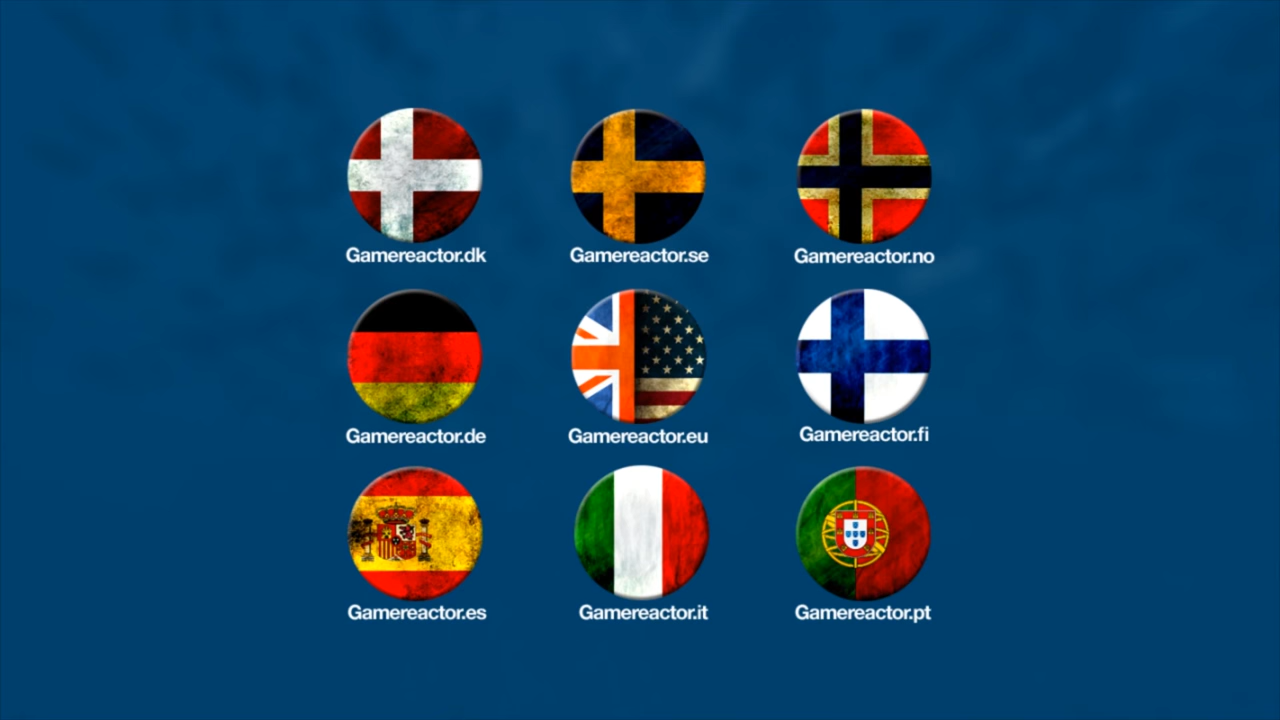 Gamereactor.dk
Gamereactor.se
Gamereactor.no
Gamereactor.de
Gamereactor.eu
Gamereactor.fi
Gamereactor.es
Gamereactor.it
Gamereactor.pt